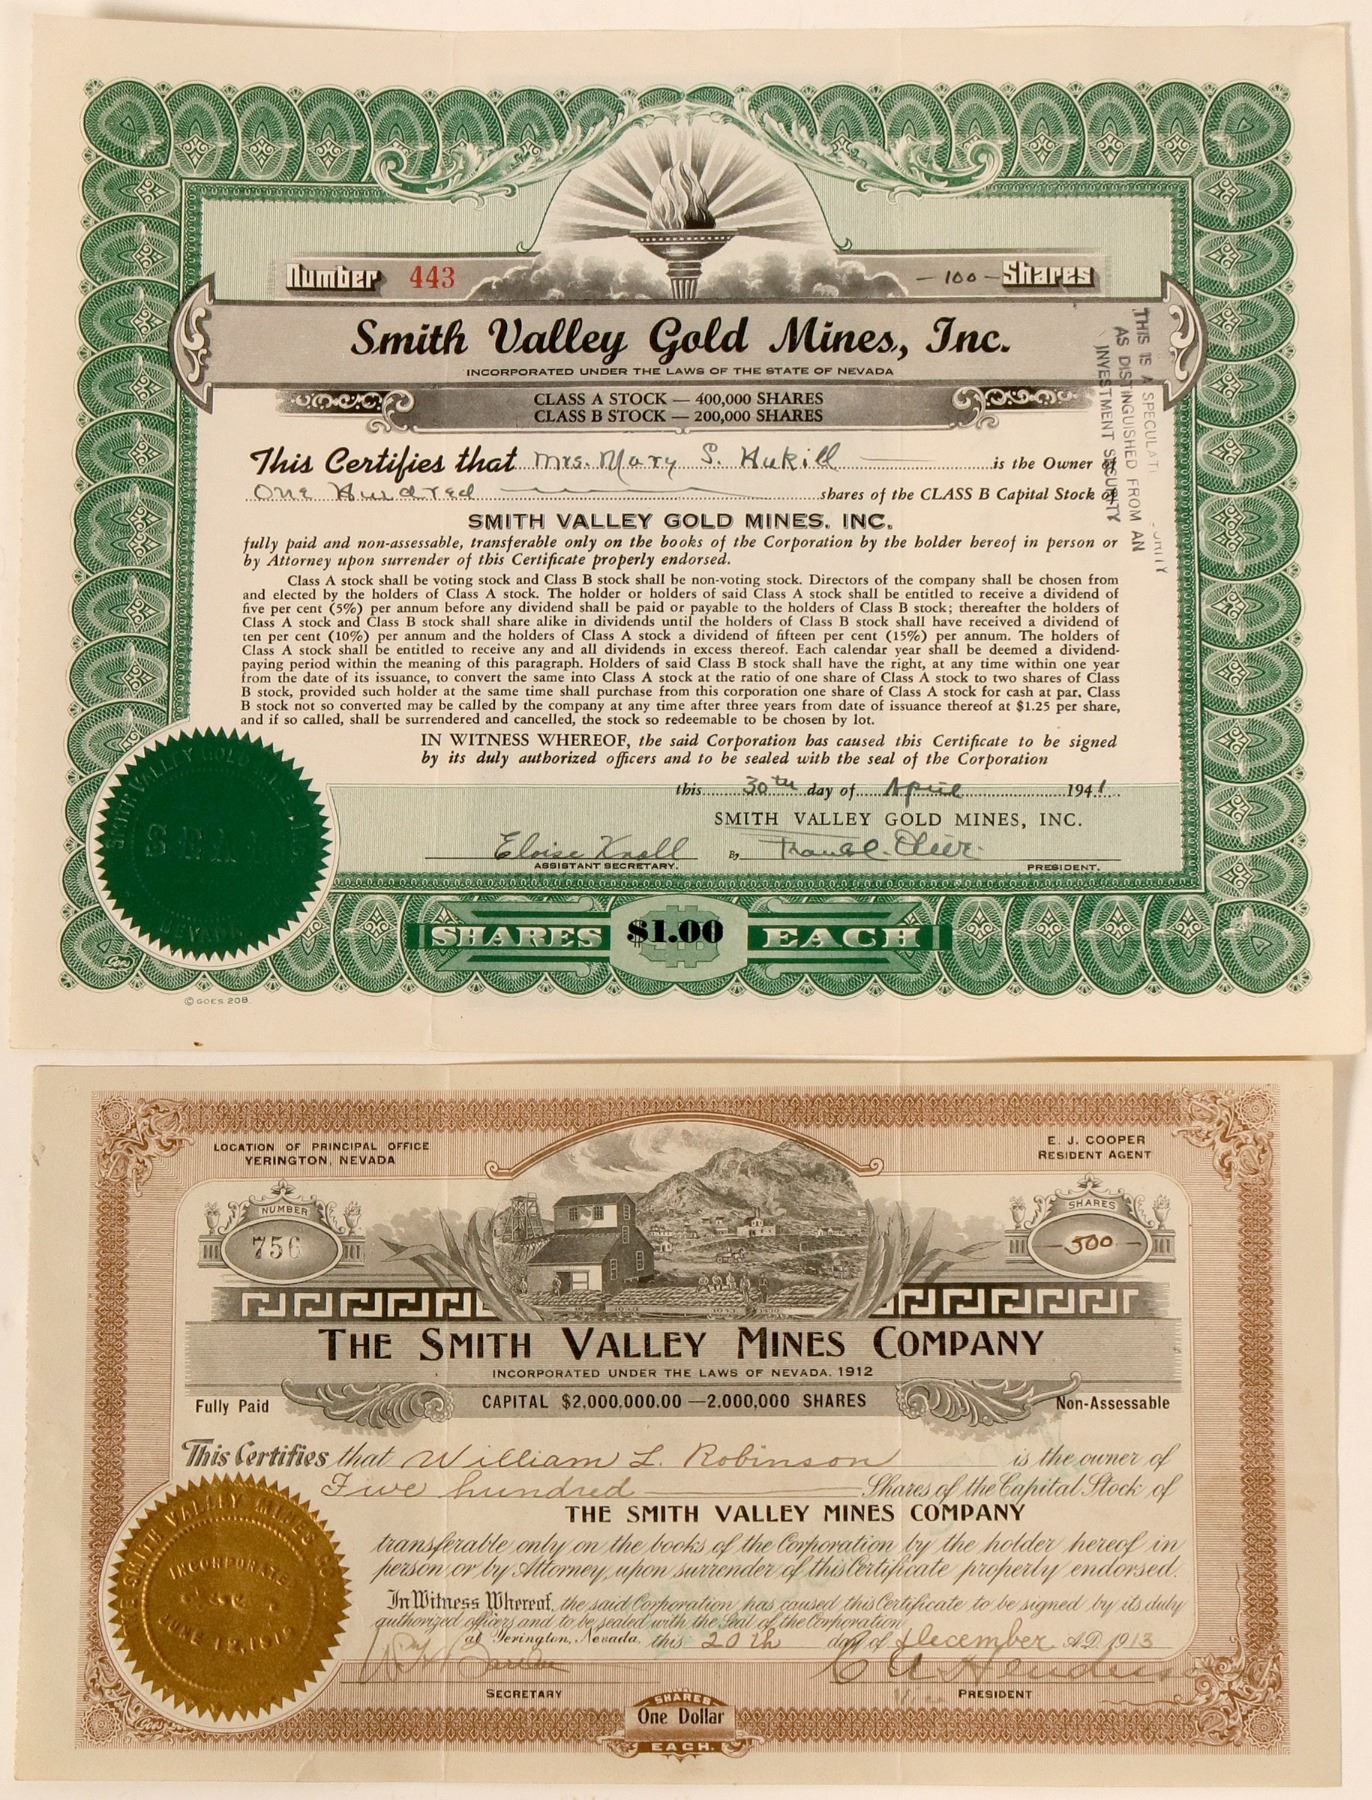 Number 443 — 100 — Shares
Smith Valley Gold Mines, Inc.
INCORPORATED UNDER THE LAWS OF THE STATE OF NEVADA
CLASS A STOCK — 400,000 SHARES
CLASS B STOCK — 200,000 SHARES
THIS IS A SPECULATI
AS DISTINGUISHED FROM AN
INVESTMENT SECURITY
This Certifies that Mrs. Mary S. Hukill is the Owner of
One Hundred shares of the CLASS B Capital Stock of
SMITH VALLEY GOLD MINES, INC.
fully paid and non-assessable, transferable only on the books of the Corporation by the holder hereof in person or
by Attorney upon surrender of this Certificate properly endorsed.
Class A stock shall be voting stock and Class B stock shall be non-voting stock. Directors of the company shall be chosen from
and elected by the holders of Class A stock. The holder or holders of said Class A stock shall be entitled to receive a dividend of
five per cent (5%) per annum before any dividend shall be paid or payable to the holders of Class B stock; thereafter the holders of
Class A stock and Class B stock shall share alike in dividends until the holders of Class B stock shall have received a dividend of
ten per cent (10%) per annum and the holders of Class A stock a dividend of fifteen per cent (15%) per annum. The holders of
Class A stock shall be entitled to receive any and all dividends in excess thereof. Each calendar year shall be deemed a dividend-
paying period within the meaning of this paragraph. Holders of said Class B stock shall have the right, at any time within one year
from the date of its issuance, to convert the same into Class A stock at the ratio of one share of Class A stock to two shares of Class
B stock, provided such holder at the same time shall purchase from this corporation one share of Class A stock for cash at par. Class
B stock not so converted may be called by the company at any time after three years from date of issuance thereof at $1.25 per share,
and if so called, shall be surrendered and cancelled, the stock so redeemable to be chosen by lot.
IN WITNESS WHEREOF, the said Corporation has caused this Certificate to be signed
by its duly authorized officers and to be sealed with the seal of the Corporation
this 30th day of April 1941
SMITH VALLEY GOLD MINES, INC.
Eloise Knoll By
ASSISTANT SECRETARY. PRESIDENT.
SMITH VALLEY GOLD MINES, INC.
SEAL
NEVADA
SHARES $1.00 EACH
Goes
© GOES 20B
LOCATION OF PRINCIPAL OFFICE
YERINGTON, NEVADA
E. J. COOPER
RESIDENT AGENT
NUMBER
756
SHARES
500
THE SMITH VALLEY MINES COMPANY
INCORPORATED UNDER THE LAWS OF NEVADA. 1912
CAPITAL $2,000,000.00 — 2,000,000 SHARES
Fully Paid Non-Assessable
This Certifies that William L. Robinson is the owner of
Five hundred Shares of the Capital Stock of
THE SMITH VALLEY MINES COMPANY
transferable only on the books of the Corporation by the holder hereof in
person or by Attorney, upon surrender of this Certificate properly endorsed.
In Witness Whereof, the said Corporation has caused this Certificate to be signed by its duly
authorized officers and to be sealed with the Seal of the Corporation
at Yerington, Nevada, this 20th day of December A.D. 1913
C A Henderson
SECRETARY Vice PRESIDENT
THE SMITH VALLEY MINES CO.
INCORPORATED
JUNE 12, 1912
Goes
SHARES
One Dollar
EACH.